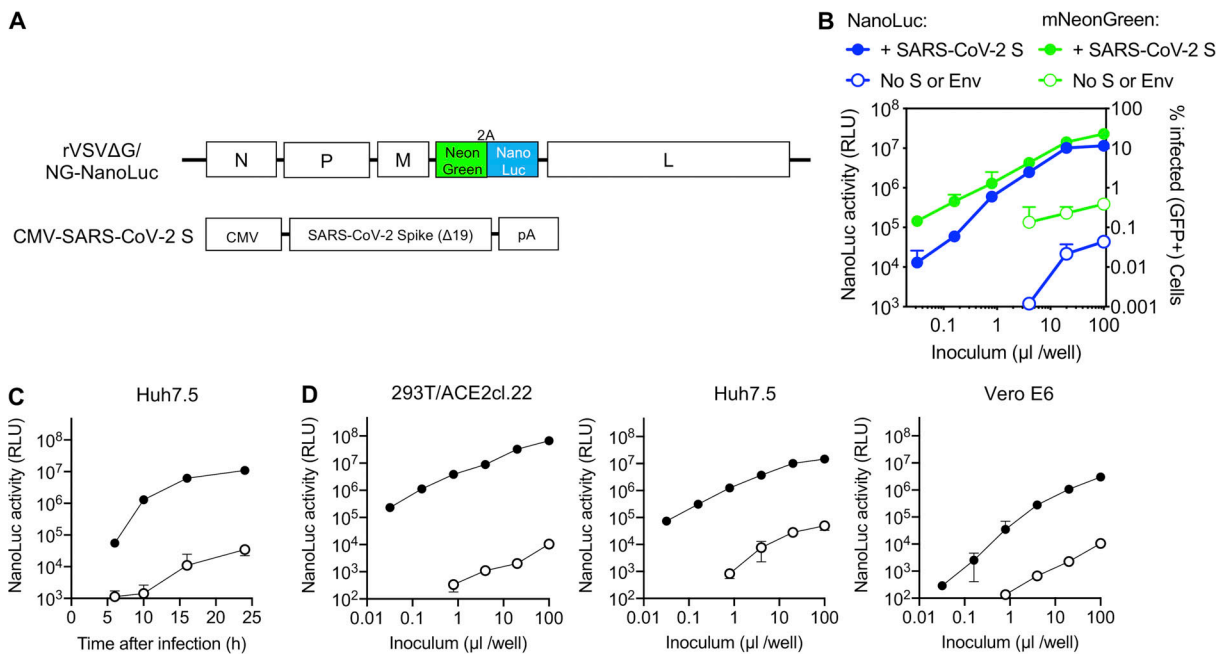 A
rVSVΔG/
NG-NanoLuc
N
P
M
2A
Neon
Green
Nano
Luc
L
CMV-SARS-CoV-2 S
CMV
SARS-CoV-2 Spike (Δ19)
pA
B
NanoLuc:
mNeonGreen:
+ SARS-CoV-2 S
+ SARS-CoV-2 S
No S or Env
No S or Env
NanoLuc activity (RLU)
10⁸
10⁷
10⁶
10⁵
10⁴
10³
100
10
1
0.1
0.01
0.001
% infected (GFP+) Cells
0.1 1 10 100
Inoculum (µl /well)
C
Huh7.5
NanoLuc activity (RLU)
10⁸
10⁷
10⁶
10⁵
10⁴
10³
0 5 10 15 20 25
Time after infection (h)
D
293T/ACE2cl.22
NanoLuc activity (RLU)
10⁸
10⁷
10⁶
10⁵
10⁴
10³
10²
0.01 0.1 1 10 100
Inoculum (µl /well)
Huh7.5
NanoLuc activity (RLU)
10⁸
10⁷
10⁶
10⁵
10⁴
10³
10²
0.01 0.1 1 10 100
Inoculum (µl /well)
Vero E6
NanoLuc activity (RLU)
10⁸
10⁷
10⁶
10⁵
10⁴
10³
10²
0.01 0.1 1 10 100
Inoculum (µl /well)